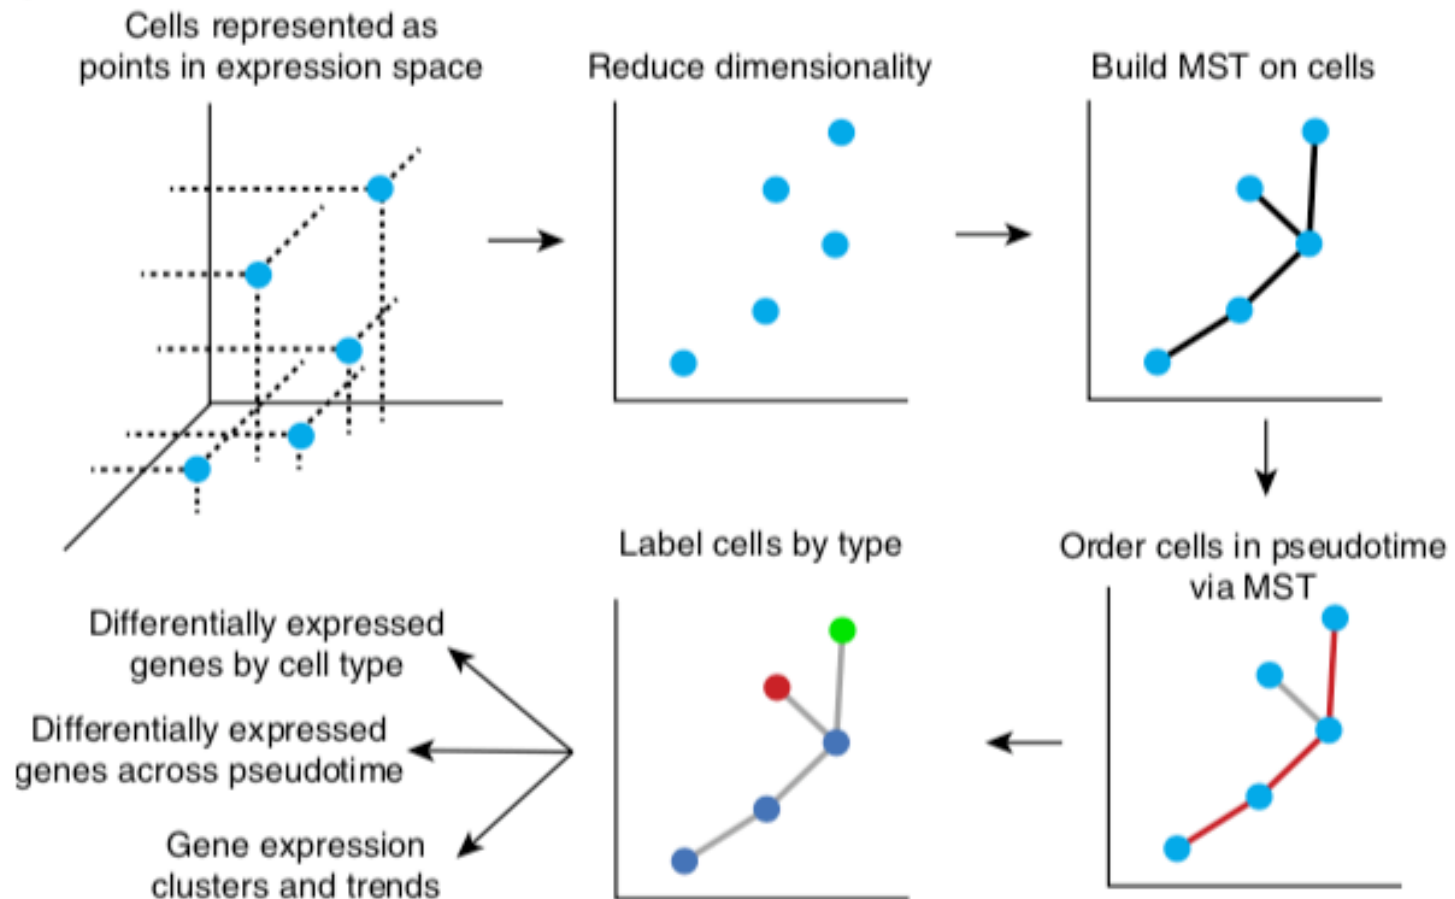 Cells represented as
points in expression space
Reduce dimensionality
Build MST on cells
Order cells in pseudotime
via MST
Label cells by type
Differentially expressed
genes by cell type
Differentially expressed
genes across pseudotime
Gene expression
clusters and trends